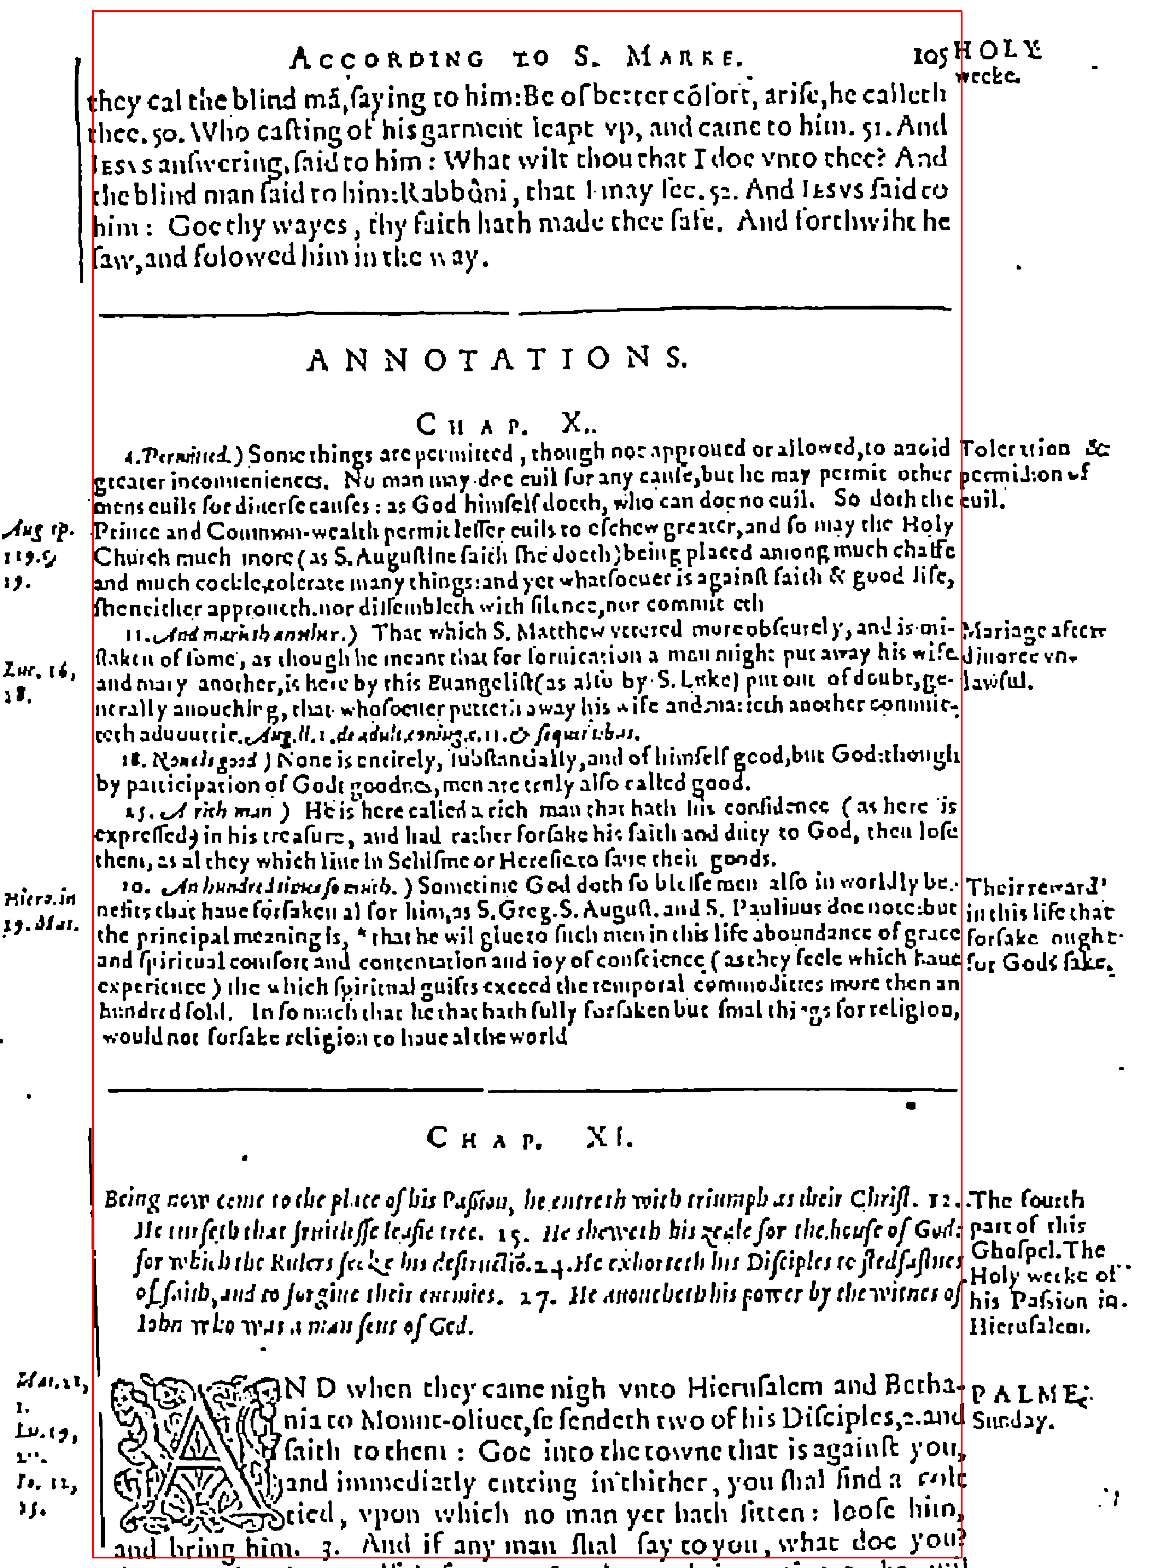 ACCORDING TO S. MARKE. 105
HOLY
weeke.
they cal the blind mã, saying to him: Be of better cõfort, arise, he calleth
thee. 50. Who casting of his garment leapt vp, and came to him. 51. And
IESVS answering, said to him: What wilt thou that I doe vnto thee? And
the blind man said to him: Rabbôni, that I may see. 52. And IESVS said to
him: Goe thy wayes, thy faith hath made thee safe. And forthwiht he
saw, and folowed him in the way.
ANNOTATIONS.
CHAP. X.
4. Permitted.) Some things are permitted, though not approued or allowed, to auoid
greater inconueniences. No man may doe euil for any cause, but he may permit other
mens euils for diuerse causes: as God himself doeth, who can doe no euil. So doth the
Prince and Common-wealth permit lesser euils to eschew greater, and so may the Holy
Church much more (as S. Augustine saith she doeth) being placed among much chaffe
and much cockle, tolerate many things: and yet whatsoeuer is against faith & good life,
she neither approueth, nor dissembleth with silence, nor committeth
Toleration &
permission of
euil.
Aug ep.
119. c,
19.
11. And marieth another.) That which S. Matthew vttered more obscurely, and is mi-
staken of some, as though he meant that for fornication a man might put away his wife
and mary another, is here by this Euangelist (as also by S. Luke) put out of doubt, ge-
nerally auouching, that whosoeuer putteth away his wife and marieth another commit-
teth aduoutrie. Aug. li. 1. de adult. coniug. c. 11. & sequentibus.
Mariage after
diuorce vn-
lawful.
Luc. 16,
18.
18. None is good) None is entirely, substantially, and of himself good, but God: though
by participation of Gods goodnes, men are truly also called good.
25. A rich man) He is here called a rich man that hath his confidence (as here is
expressed) in his treasure, and had rather forsake his faith and duty to God, then lose
them, as al they which liue in Schisme or Heresie to saue their goods.
30. An hundred times so much.) Sometime God doth so blesse men also in worldly be-
nefits that haue forsaken al for him, as S. Greg. S. August. and S. Paulinus doe note: but
the principal meaning is, * that he wil giue to such men in this life aboundance of grace
and spiritual comfort and contentation and ioy of conscience (as they feele which haue
experience) the which spiritual guifts exceed the temporal commodities more then an
hundred fold. In so much that he that hath fully forsaken but smal things for religion,
would not forsake religion to haue al the world
Their reward
in this life that
forsake ought
for Gods sake.
Hiero. in
19. Mat.
CHAP. XI.
Being now come to the place of his Passion, he entreth with triumph as their Christ. 12.
He curseth that fruitlesse leafie tree. 15. He sheweth his zeale for the house of God:
for which the Rulers seeke his destructiõ. 24. He exhorteth his Disciples to stedfastnes
of faith, and to forgiue their enemies. 27. He auoucheth his power by the witnes of
Iohn who was a man sent of God.
The fourth
part of this
Ghospel. The
Holy weeke of
his Passion in
Hierusalem.
AND when they came nigh vnto Hierusalem and Betha-
nia to Mount-oliuet, he sendeth two of his Disciples, 2. and
saith to them: Goe into the towne that is against you,
and immediatly entring in thither, you shal find a colt
tied, vpon which no man yet hath sitten: loose him,
and bring him. 3. And if any man shal say to you, what doe you?
PALME
Sunday.
Mat. 21,
1.
Lu. 19,
Io. 12,
15.